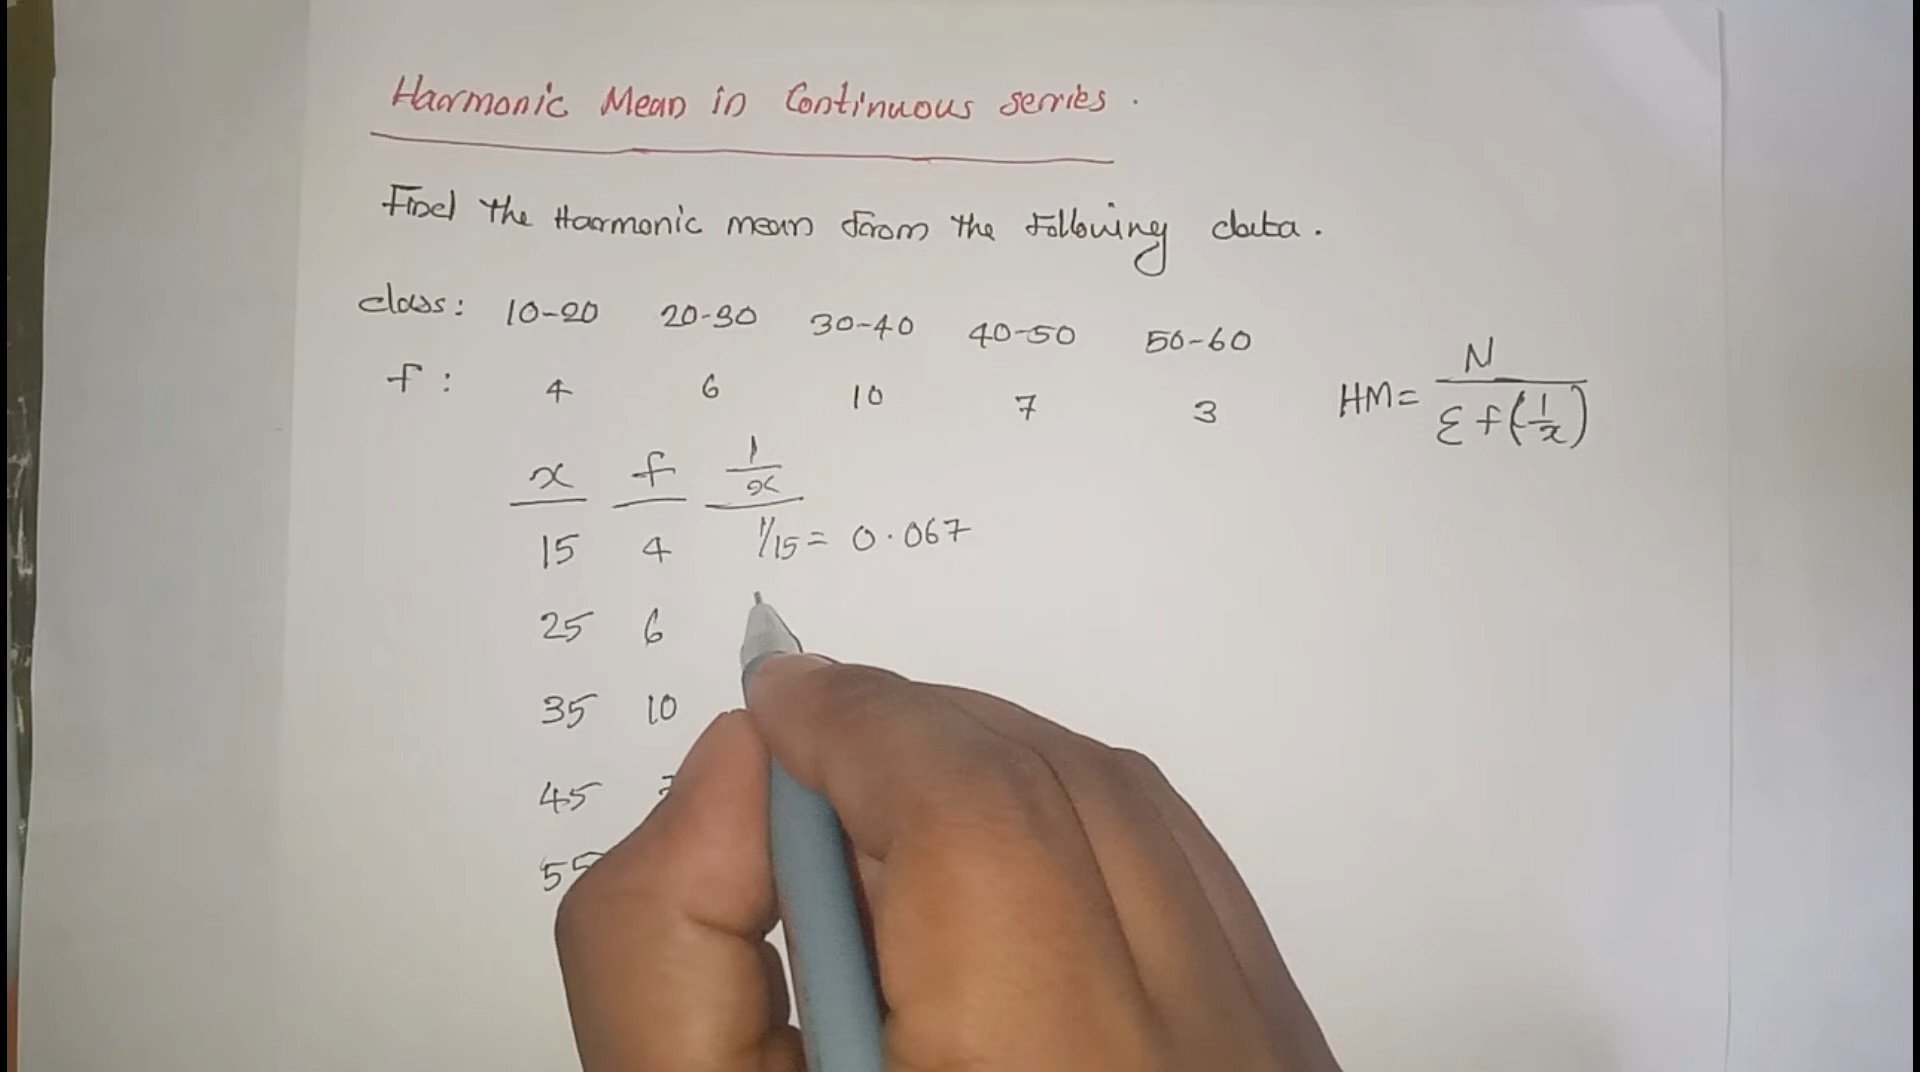 Harmonic Mean in Continuous series.
Find the Harmonic mean from the following data.
class: 10-20 20-30 30-40 40-50 50-60
f: 4 6 10 7 3
HM = N / Σ f(1/x)
x f 1/x
15 4 1/15 = 0.067
25 6
35 10
45
55